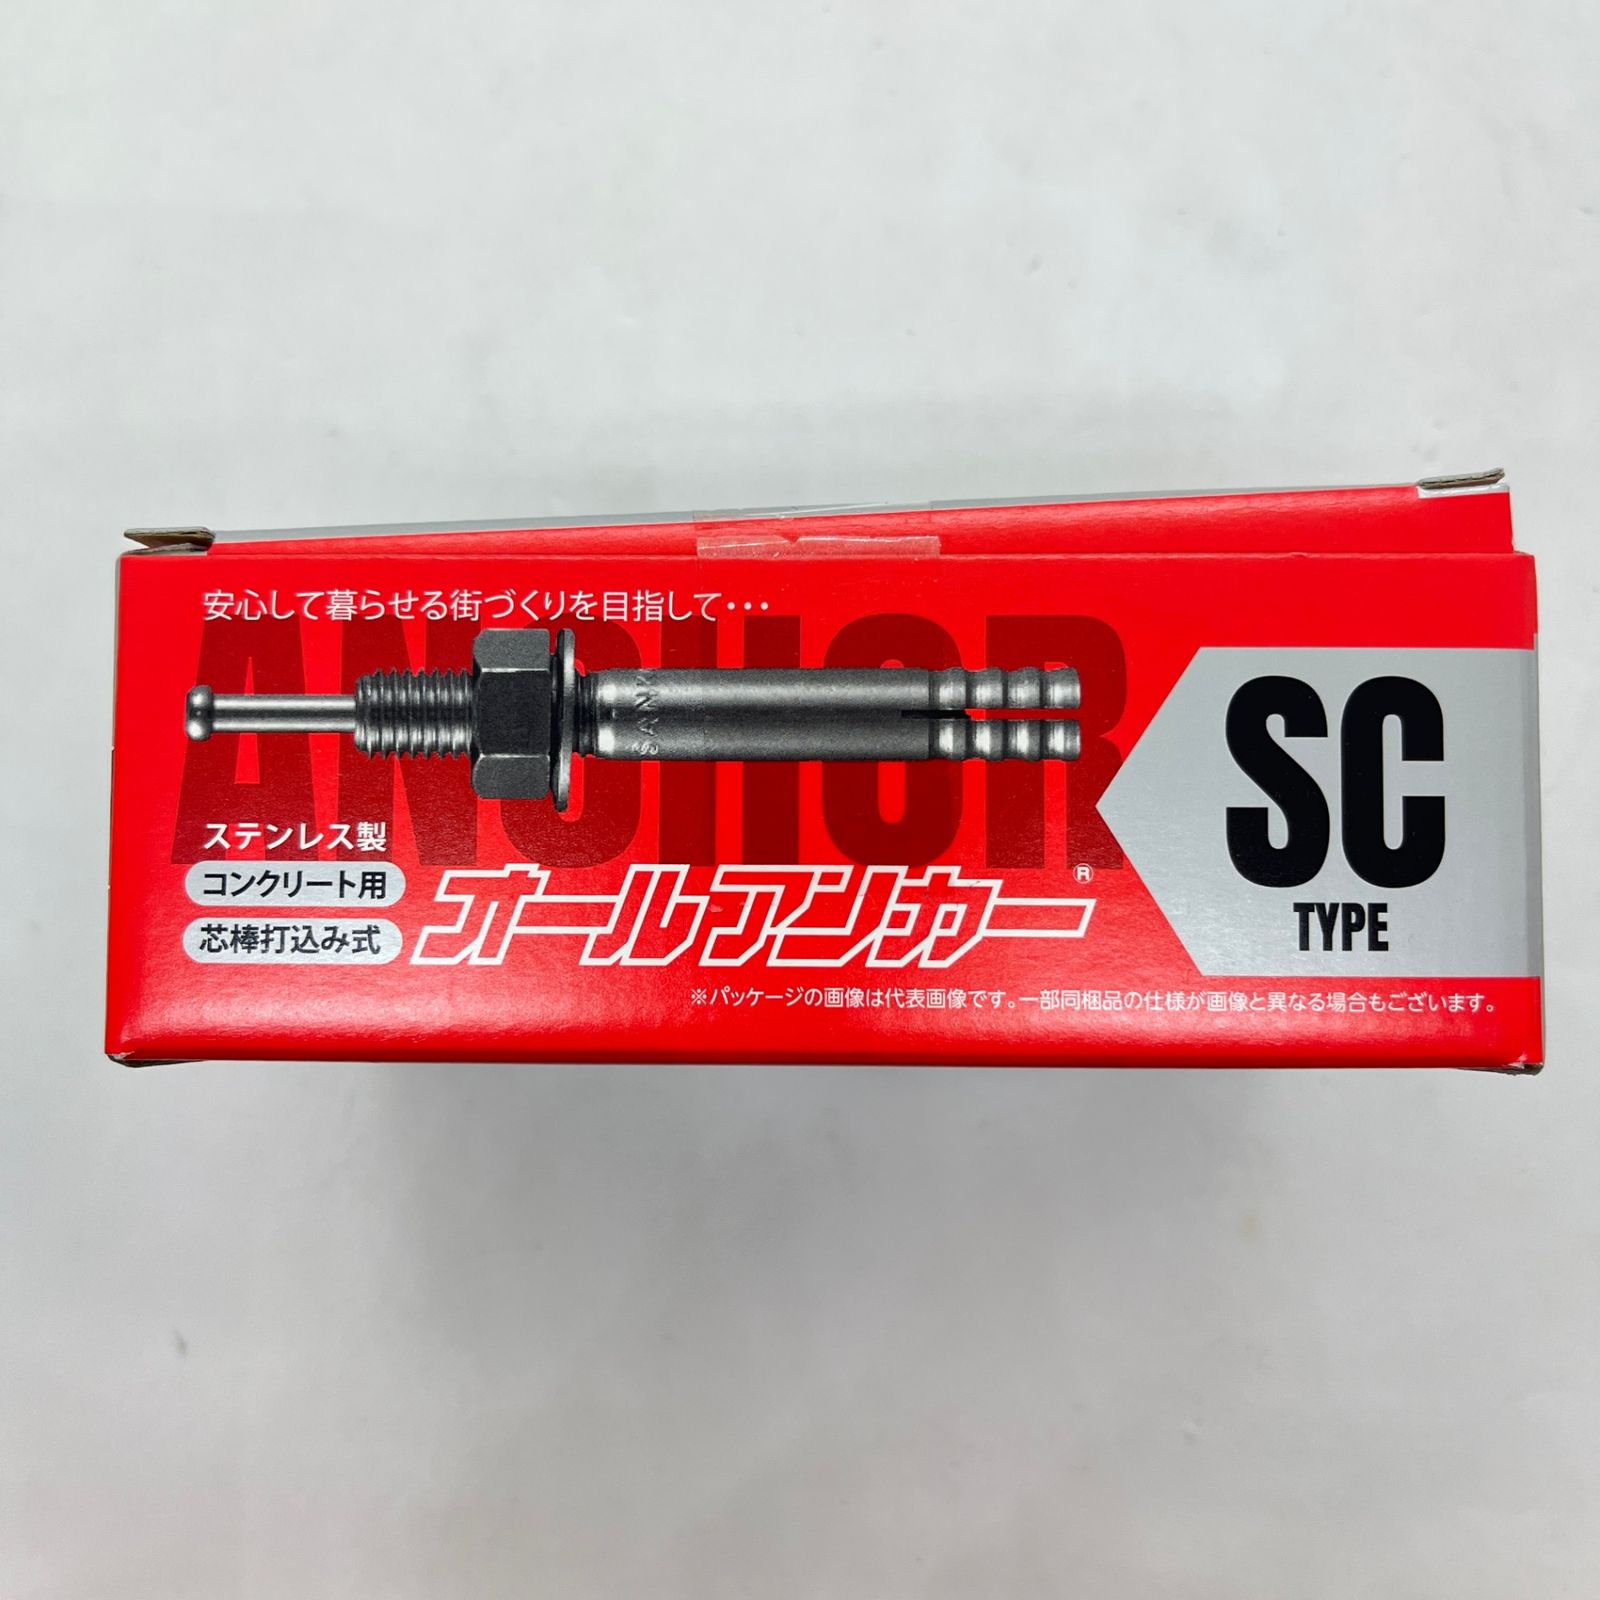 安心して暮らせる街づくりを目指して・・・
ANCHOR
SANK
SC
TYPE
ステンレス製
コンクリート用
芯棒打込み式
オールアンカー®
※パッケージの画像は代表画像です。一部同梱品の仕様が画像と異なる場合もございます。